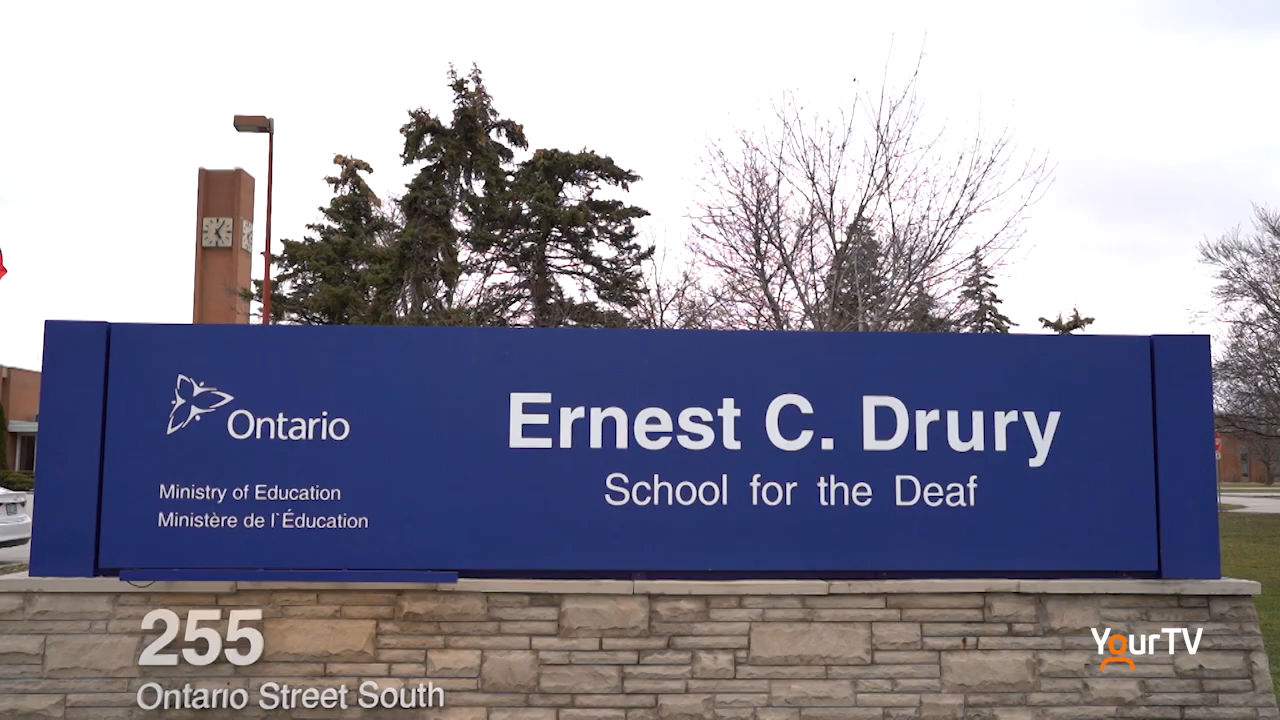 Ontario
Ministry of Education
Ministère de l`Éducation
Ernest C. Drury
School for the Deaf
255
Ontario Street South
YourTV